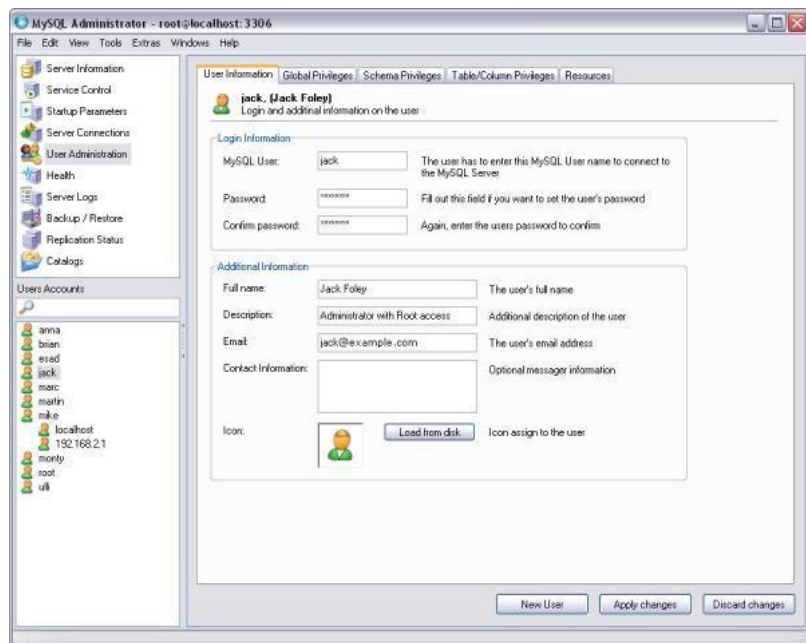 MySQL Administrator - root@localhost:3306
File Edit View Tools Extras Windows Help
Server Information
Service Control
Startup Parameters
Server Connections
User Administration
Health
Server Logs
Backup / Restore
Replication Status
Catalogs
Users Accounts
anna
brian
esad
jack
marc
martin
mike
localhost
192.168.2.1
monty
root
ulli
User Information Global Privileges Schema Privileges Table/Column Privileges Resources
jack, (Jack Foley)
Login and additinal information on the user
Login Information
MySQL User: jack The user has to enter this MySQL User name to connect to
the MySQL Server
Password: ******* Fill out this field if you want to set the user's password
Confirm password: ******* Again, enter the users password to confirm
Additional Information
Full name: Jack Foley The user's full name
Description: Administrator with Root access Additional description of the user
Email: jack@example.com The user's email address
Contact Information: Optional messager information
Icon: Load from disk Icon assign to the user
New User Apply changes Discard changes